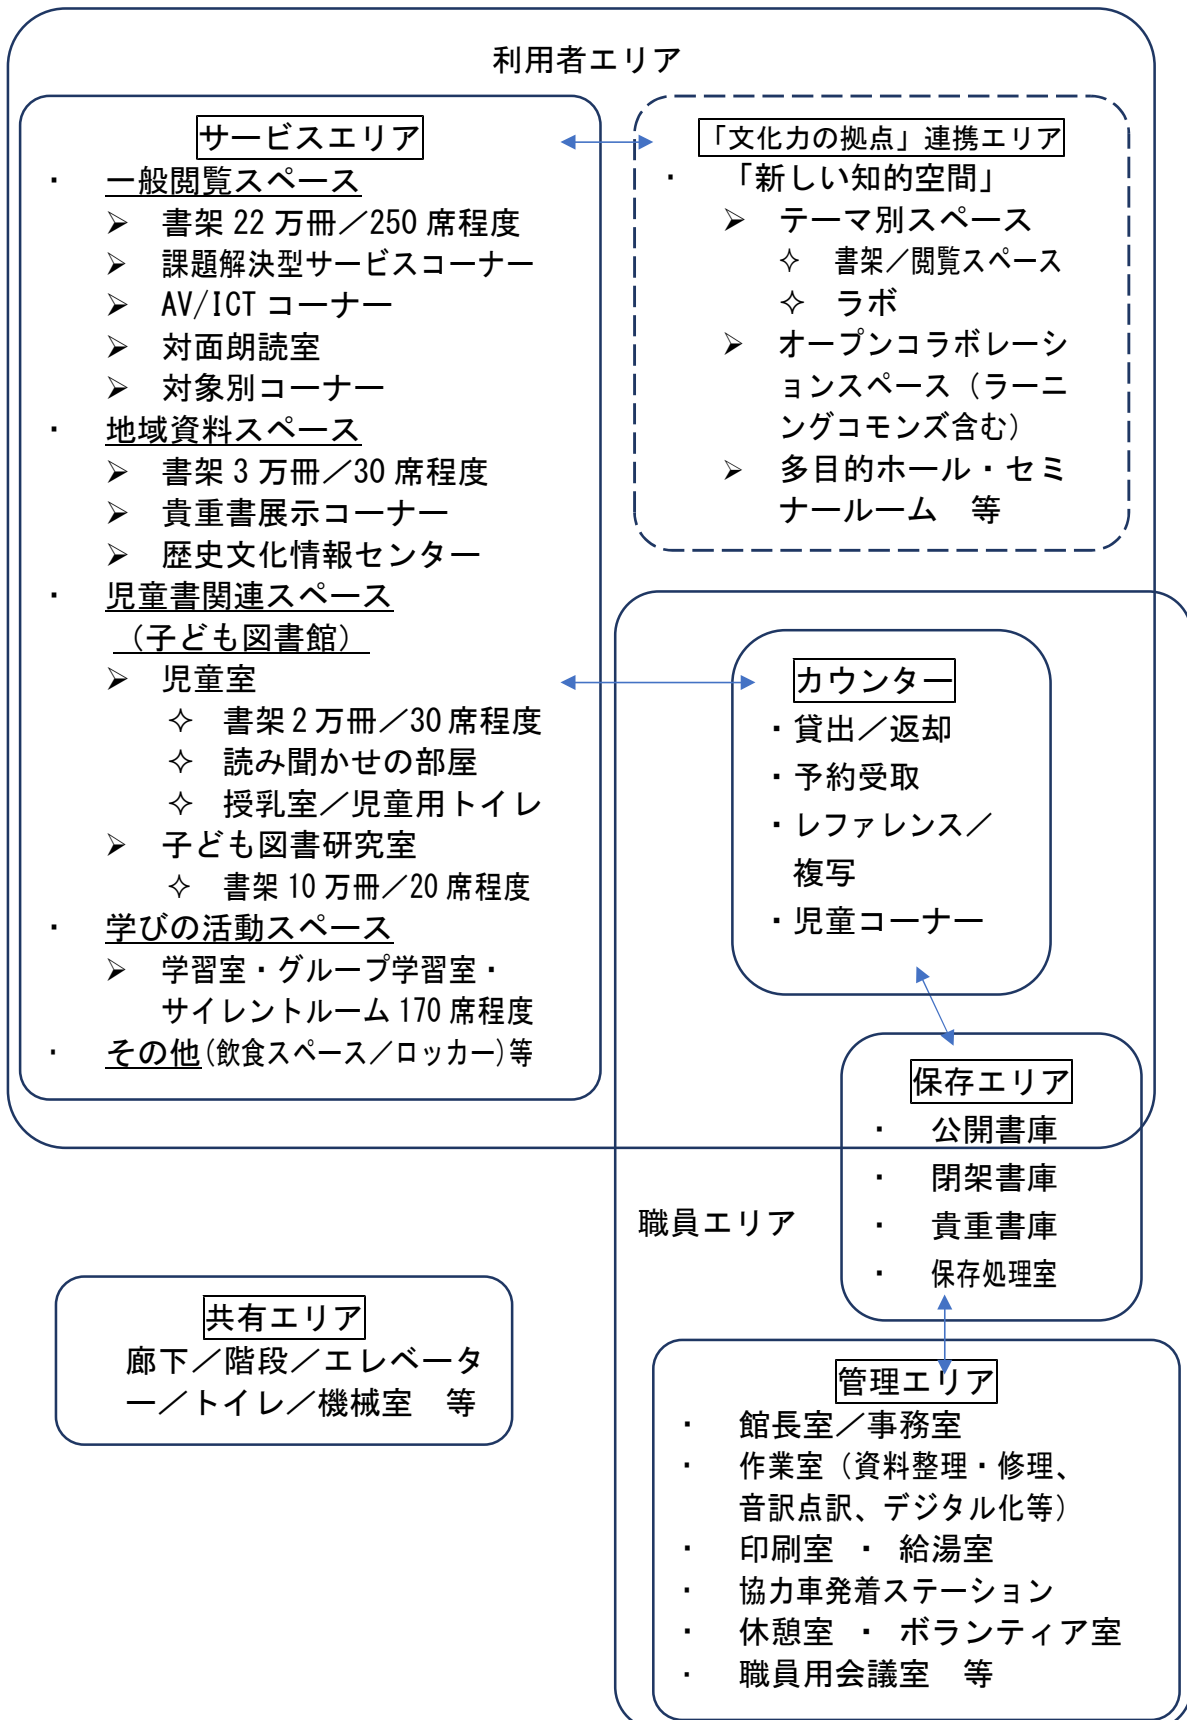 利用者エリア
サービスエリア
・ 一般閲覧スペース
➢ 書架 22 万冊／250 席程度
➢ 課題解決型サービスコーナー
➢ AV/ICT コーナー
➢ 対面朗読室
➢ 対象別コーナー
・ 地域資料スペース
➢ 書架 3 万冊／30 席程度
➢ 貴重書展示コーナー
➢ 歴史文化情報センター
・ 児童書関連スペース
（子ども図書館）
➢ 児童室
✧ 書架 2 万冊／30 席程度
✧ 読み聞かせの部屋
✧ 授乳室／児童用トイレ
➢ 子ども図書研究室
✧ 書架 10 万冊／20 席程度
・ 学びの活動スペース
➢ 学習室・グループ学習室・
サイレントルーム 170 席程度
・ その他(飲食スペース／ロッカー)等
「文化力の拠点」連携エリア
・ 「新しい知的空間」
➢ テーマ別スペース
✧ 書架／閲覧スペース
✧ ラボ
➢ オープンコラボレーシ
ョンスペース（ラーニ
ングコモンズ含む）
➢ 多目的ホール・セミ
ナールーム 等
カウンター
・貸出／返却
・予約受取
・レファレンス／
複写
・児童コーナー
保存エリア
・ 公開書庫
・ 閉架書庫
・ 貴重書庫
・ 保存処理室
職員エリア
共有エリア
廊下／階段／エレベータ
ー／トイレ／機械室 等
管理エリア
・ 館長室／事務室
・ 作業室（資料整理・修理、
音訳点訳、デジタル化等）
・ 印刷室 ・ 給湯室
・ 協力車発着ステーション
・ 休憩室 ・ ボランティア室
・ 職員用会議室 等